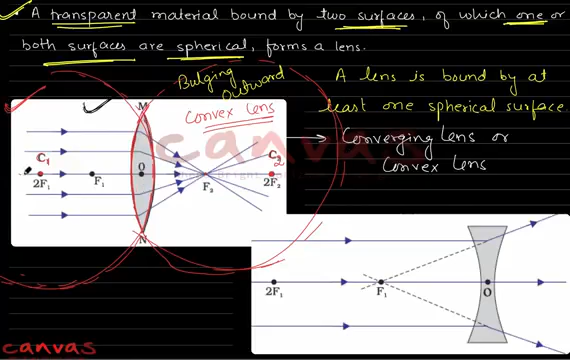 A transparent material bound by two surfaces, of which one or
both surfaces are spherical, forms a lens.
Bulging
Outward
Convex Lens
A lens is bound by at
least one spherical surface.
→ Converging Lens or
Convex Lens
M
C1
2F1
F1
O
F2
C2
2F2
N
canvas
2F1
F1
O
canvas